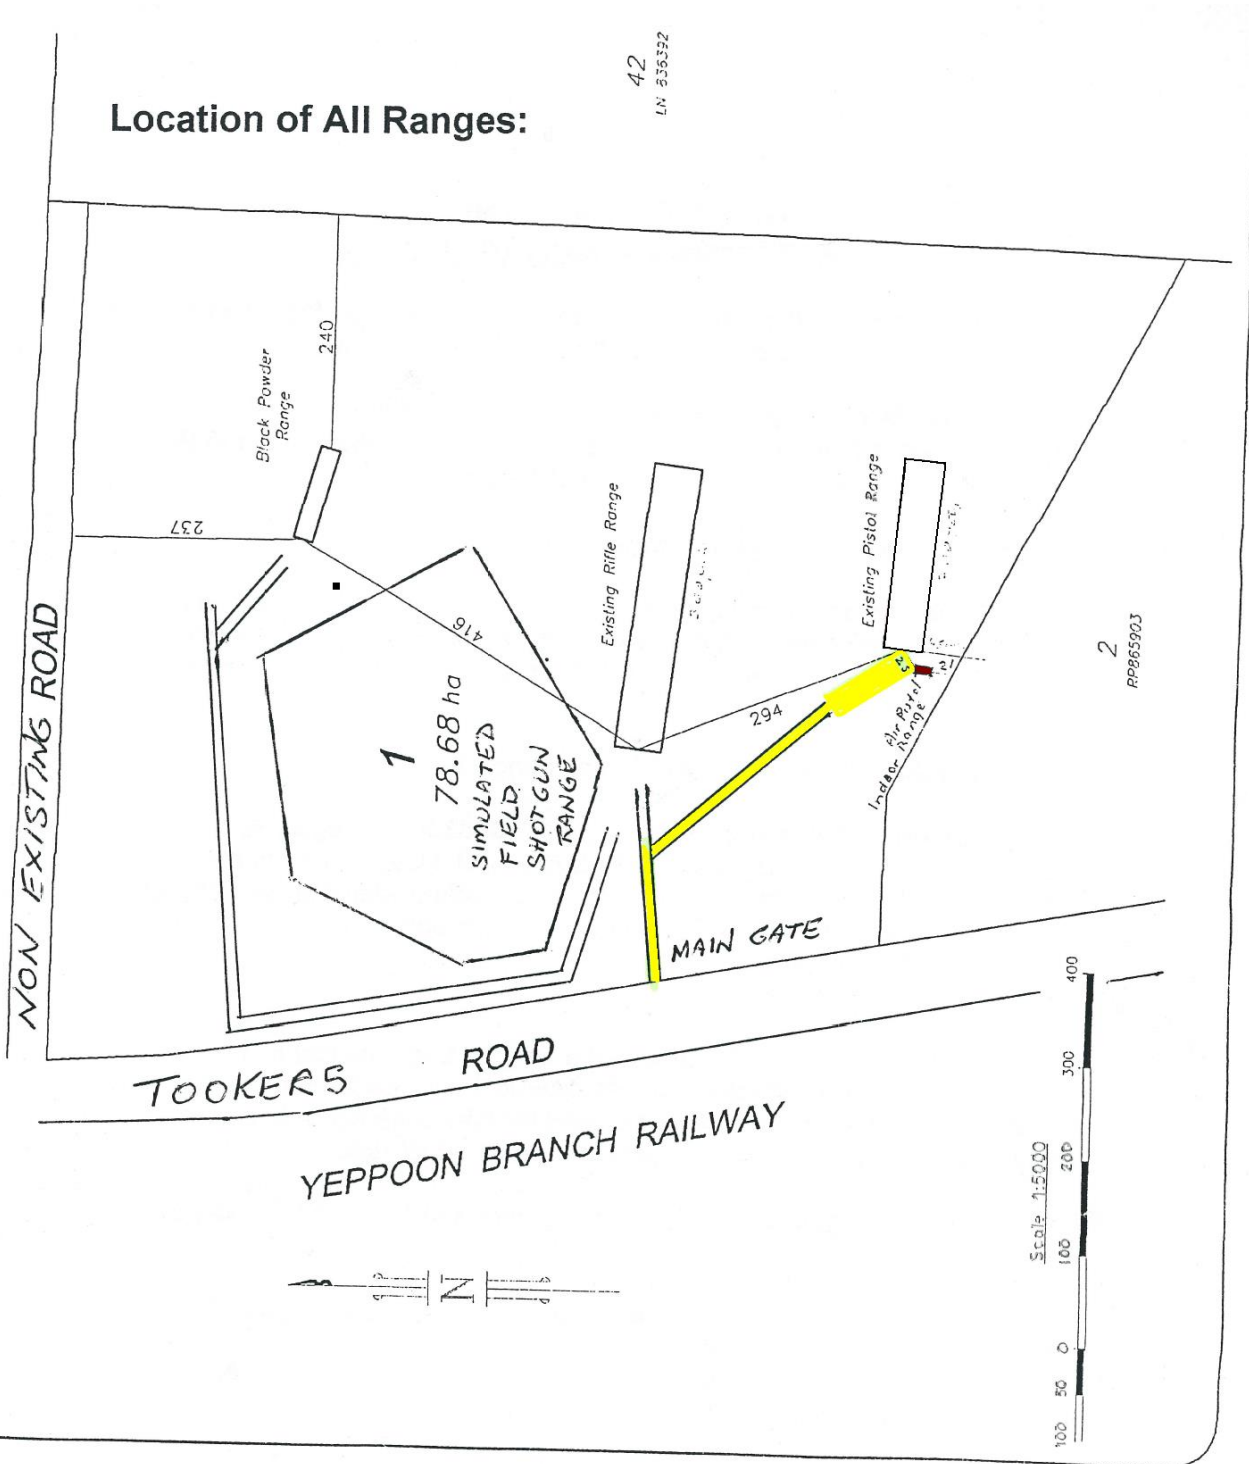 Location of All Ranges:
42
LN 836392
240
Black Powder
Range
237
NON EXISTING ROAD
416
Existing Rifle Range
Existing Pistol Range
1
78.68 ha
SIMULATED
FIELD
SHOTGUN
RANGE
294
23
21
Air Pistol
Indoor Range
2
RP865903
MAIN GATE
TOOKERS ROAD
YEPPOON BRANCH RAILWAY
N
Scale 1:5000
100 50 0 100 200 300 400